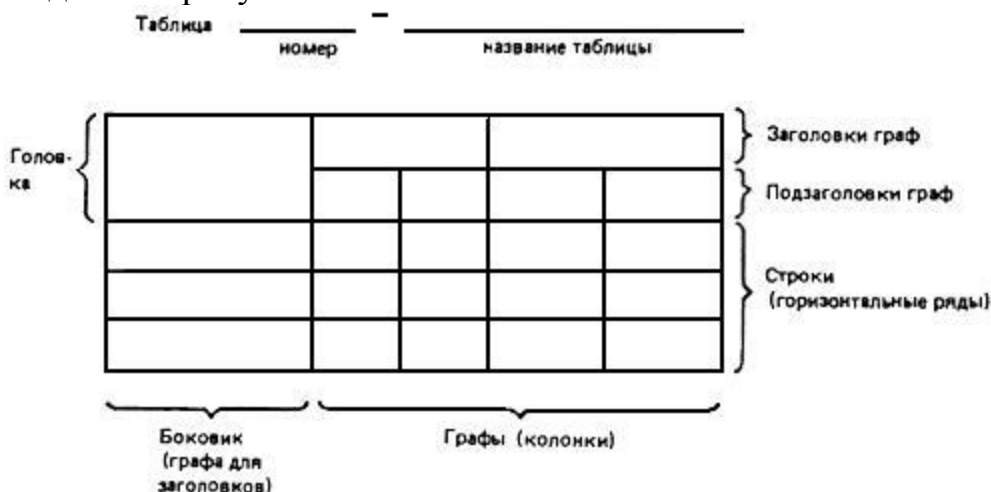 Таблица –
номер название таблицы
Голов-
ка
Заголовки граф
Подзаголовки граф
Строки
(горизонтальные ряды)
Боковик
(графа для
заголовков)
Графы (колонки)